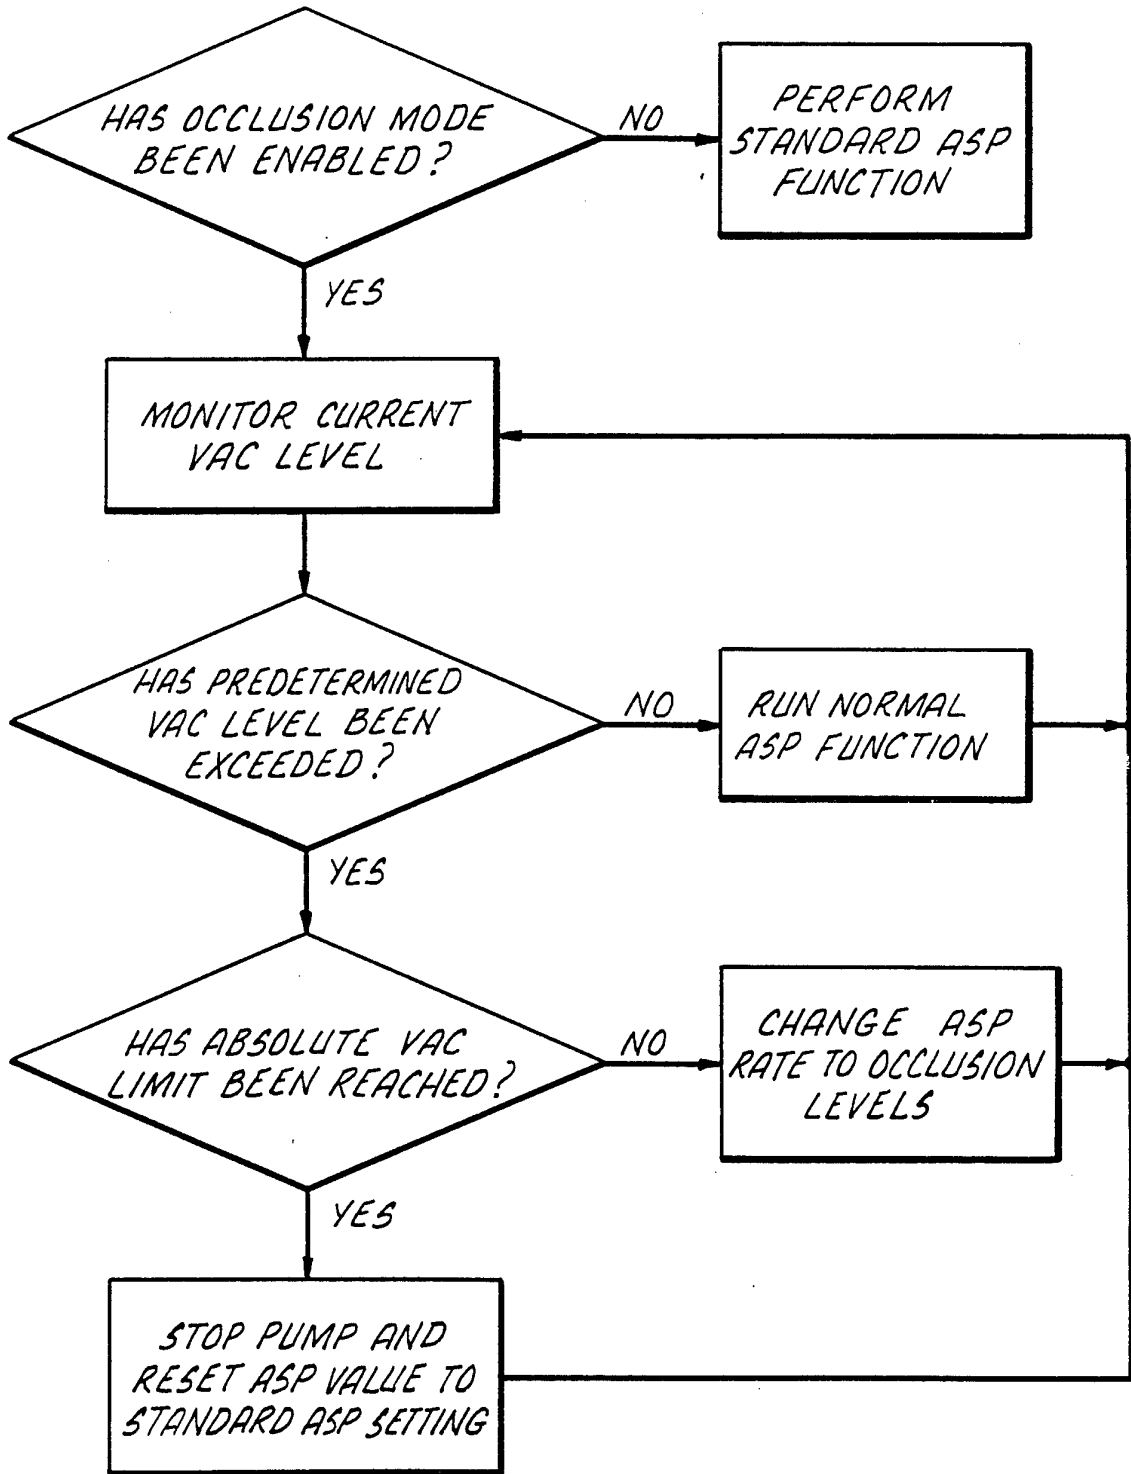 HAS OCCLUSION MODE
BEEN ENABLED?
NO
PERFORM
STANDARD ASP
FUNCTION
YES
MONITOR CURRENT
VAC LEVEL
HAS PREDETERMINED
VAC LEVEL BEEN
EXCEEDED?
NO
RUN NORMAL
ASP FUNCTION
YES
HAS ABSOLUTE VAC
LIMIT BEEN REACHED?
NO
CHANGE ASP
RATE TO OCCLUSION
LEVELS
YES
STOP PUMP AND
RESET ASP VALUE TO
STANDARD ASP SETTING